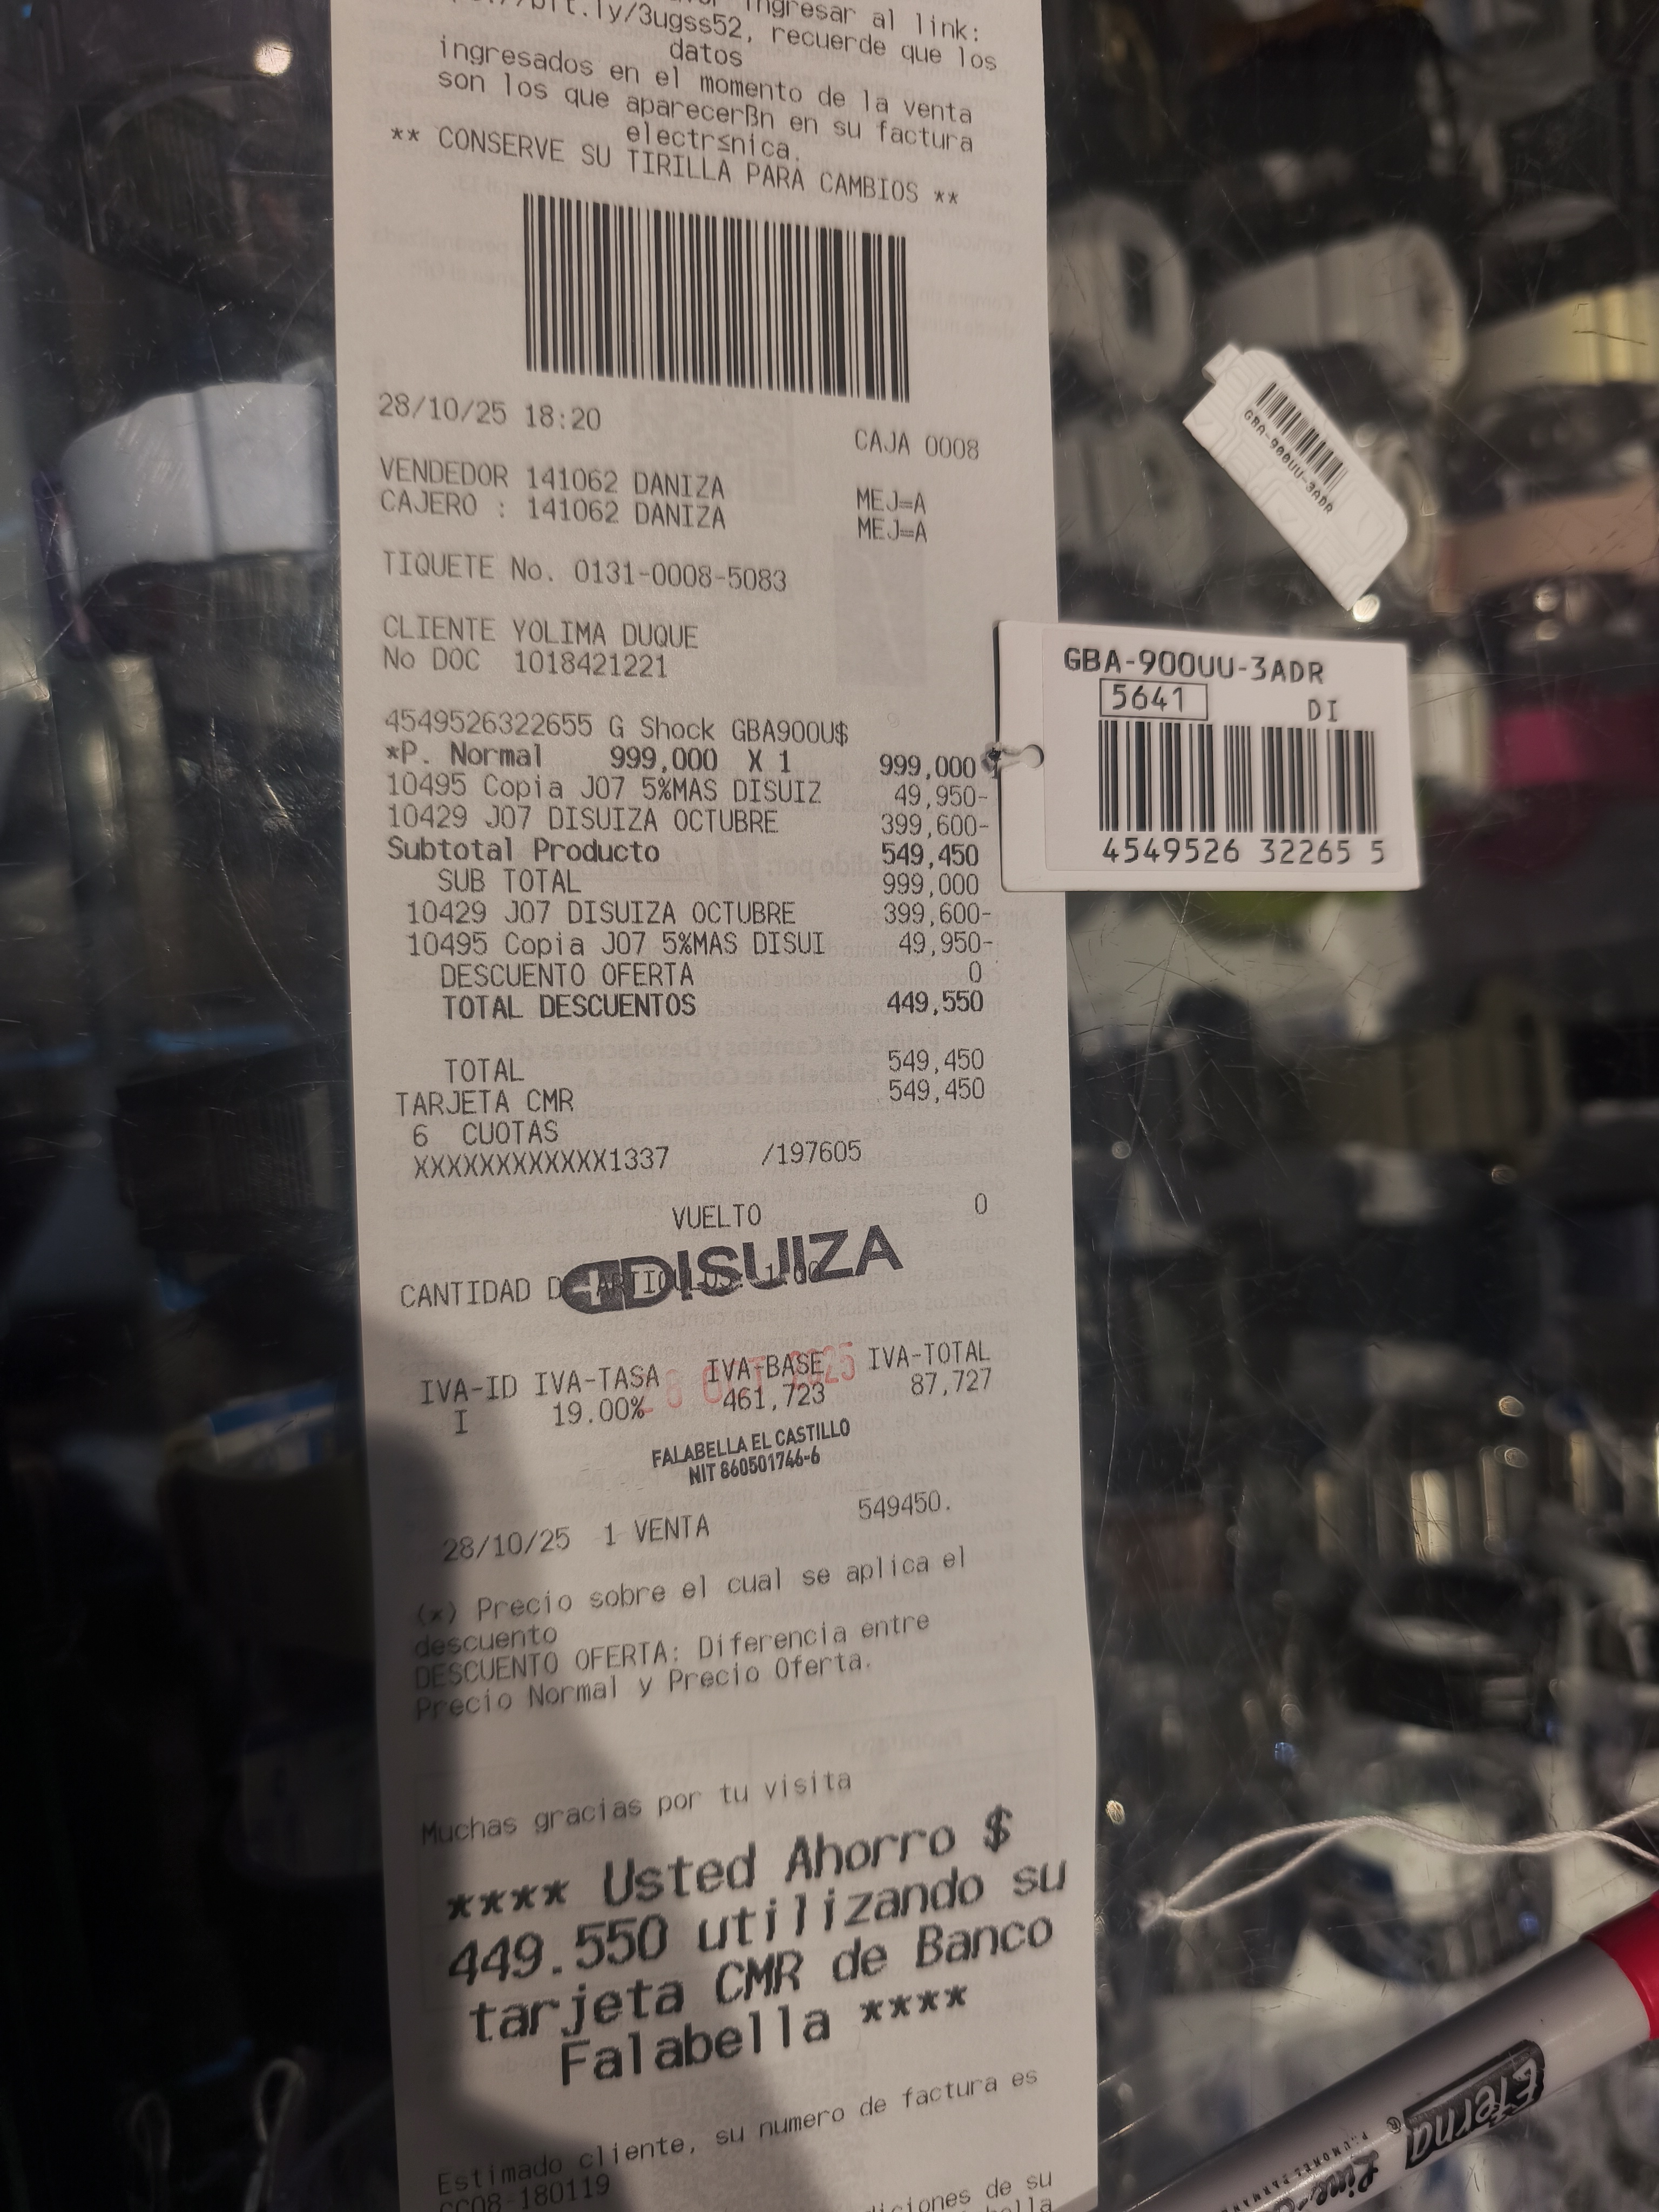 ingresar al link:
bit.ly/3ugss52, recuerde que los
datos
ingresados en el momento de la venta
son los que aparecerßn en su factura
electr≤nica.
** CONSERVE SU TIRILLA PARA CAMBIOS **
28/10/25 18:20 CAJA 0008
VENDEDOR 141062 DANIZA MEJ=A
CAJERO : 141062 DANIZA MEJ=A
TIQUETE No. 0131-0008-5083
CLIENTE YOLIMA DUQUE
No DOC 1018421221
4549526322655 G Shock GBA900U$
*P. Normal 999,000 X 1 999,000
10495 Copia J07 5%MAS DISUIZ 49,950-
10429 J07 DISUIZA OCTUBRE 399,600-
Subtotal Producto 549,450
SUB TOTAL 999,000
10429 J07 DISUIZA OCTUBRE 399,600-
10495 Copia J07 5%MAS DISUI 49,950-
DESCUENTO OFERTA 0
TOTAL DESCUENTOS 449,550
TOTAL 549,450
TARJETA CMR 549,450
6 CUOTAS
XXXXXXXXXXXX1337 /197605
VUELTO 0
DISUIZA
CANTIDAD
IVA-ID IVA-TASA IVA-BASE IVA-TOTAL
I 19.00% 461,723 87,727
28 OCT 2025
FALABELLA EL CASTILLO
NIT 860501746-6
549450.
28/10/25 1 VENTA
(x) Precio sobre el cual se aplica el
descuento
DESCUENTO OFERTA: Diferencia entre
Precio Normal y Precio Oferta.
Muchas gracias por tu visita
**** Usted Ahorro $
449.550 utilizando su
tarjeta CMR de Banco
Falabella ****
Estimado cliente, su numero de factura es
CC08-180119
GBA-900UU-3ADR
GBA-900UU-3ADR
5641 DI
4549526 32265 5
Eterna